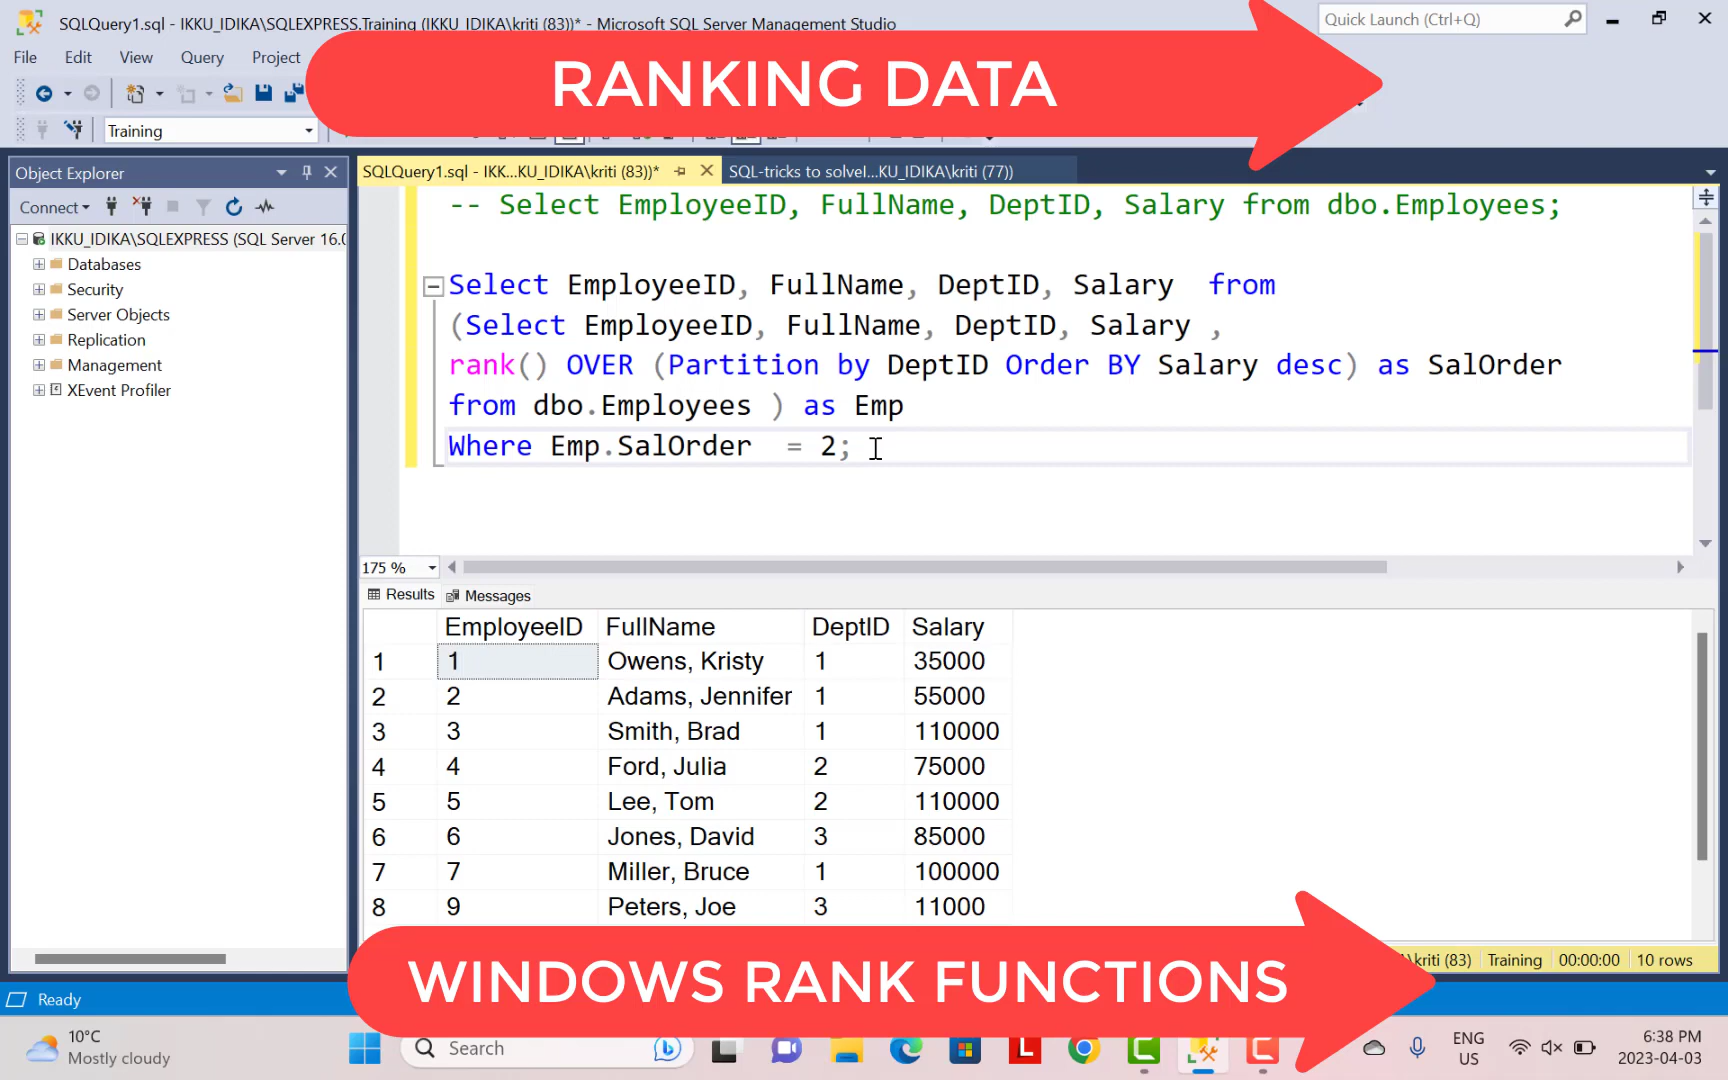 SQLQuery1.sql - IKKU_IDIKA\SQLEXPRESS.Training (IKKU_IDIKA\kriti (83))* - Microsoft SQL Server Management Studio
Quick Launch (Ctrl+Q)
File Edit View Query Project
RANKING DATA
Training
Object Explorer
SQLQuery1.sql - IKK...KU_IDIKA\kriti (83))*
SQL-tricks to solvel...KU_IDIKA\kriti (77))
Connect
IKKU_IDIKA\SQLEXPRESS (SQL Server 16.0
Databases
Security
Server Objects
Replication
Management
XEvent Profiler
-- Select EmployeeID, FullName, DeptID, Salary from dbo.Employees;
Select EmployeeID, FullName, DeptID, Salary from
(Select EmployeeID, FullName, DeptID, Salary ,
rank() OVER (Partition by DeptID Order BY Salary desc) as SalOrder
from dbo.Employees ) as Emp
Where Emp.SalOrder = 2;
175 %
Results Messages
EmployeeID FullName DeptID Salary
1 1 Owens, Kristy 1 35000
2 2 Adams, Jennifer 1 55000
3 3 Smith, Brad 1 110000
4 4 Ford, Julia 2 75000
5 5 Lee, Tom 2 110000
6 6 Jones, David 3 85000
7 7 Miller, Bruce 1 100000
8 9 Peters, Joe 3 11000
\kriti (83) Training 00:00:00 10 rows
WINDOWS RANK FUNCTIONS
Ready
10°C
Mostly cloudy
Search
L
ENG
US
6:38 PM
2023-04-03